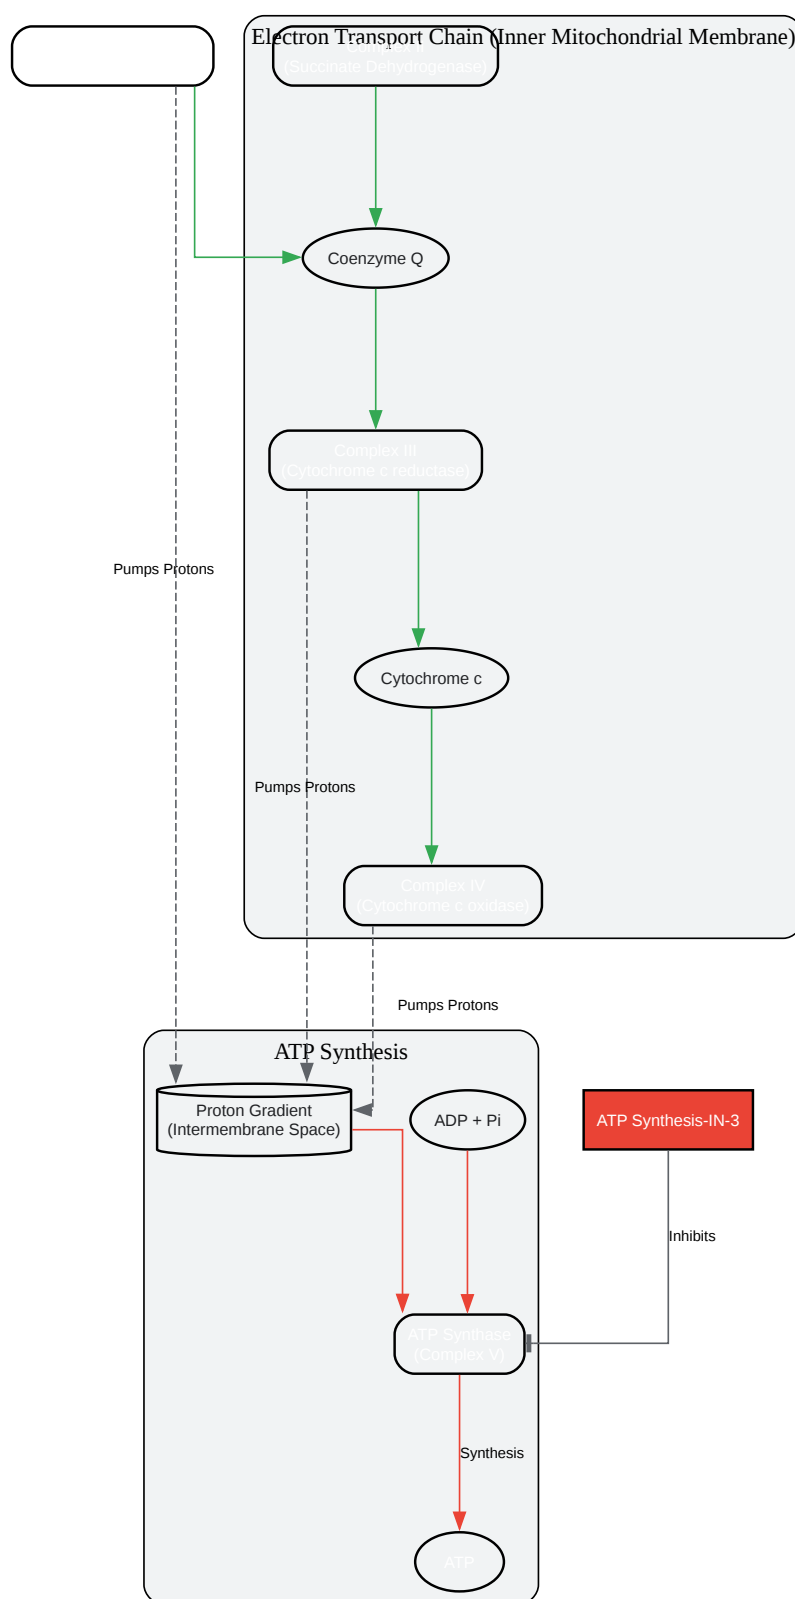 Electron Transport Chain (Inner Mitochondrial Membrane)
(Succinate Dehydrogenase)
Coenzyme Q
Complex III
(Cytochrome c reductase)
Pumps Protons
Cytochrome c
Pumps Protons
Complex IV
(Cytochrome c oxidase)
Pumps Protons
ATP Synthesis
Proton Gradient
(Intermembrane Space)
ADP + Pi
ATP Synthesis-IN-3
Inhibits
ATP Synthase
(Complex V)
Synthesis
ATP